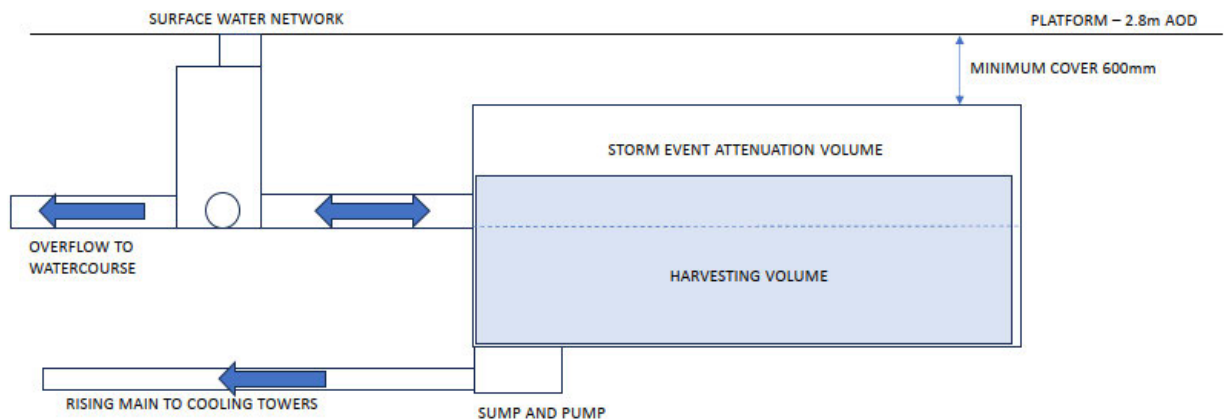 SURFACE WATER NETWORK
PLATFORM – 2.8m AOD
MINIMUM COVER 600mm
STORM EVENT ATTENUATION VOLUME
OVERFLOW TO
WATERCOURSE
HARVESTING VOLUME
RISING MAIN TO COOLING TOWERS
SUMP AND PUMP